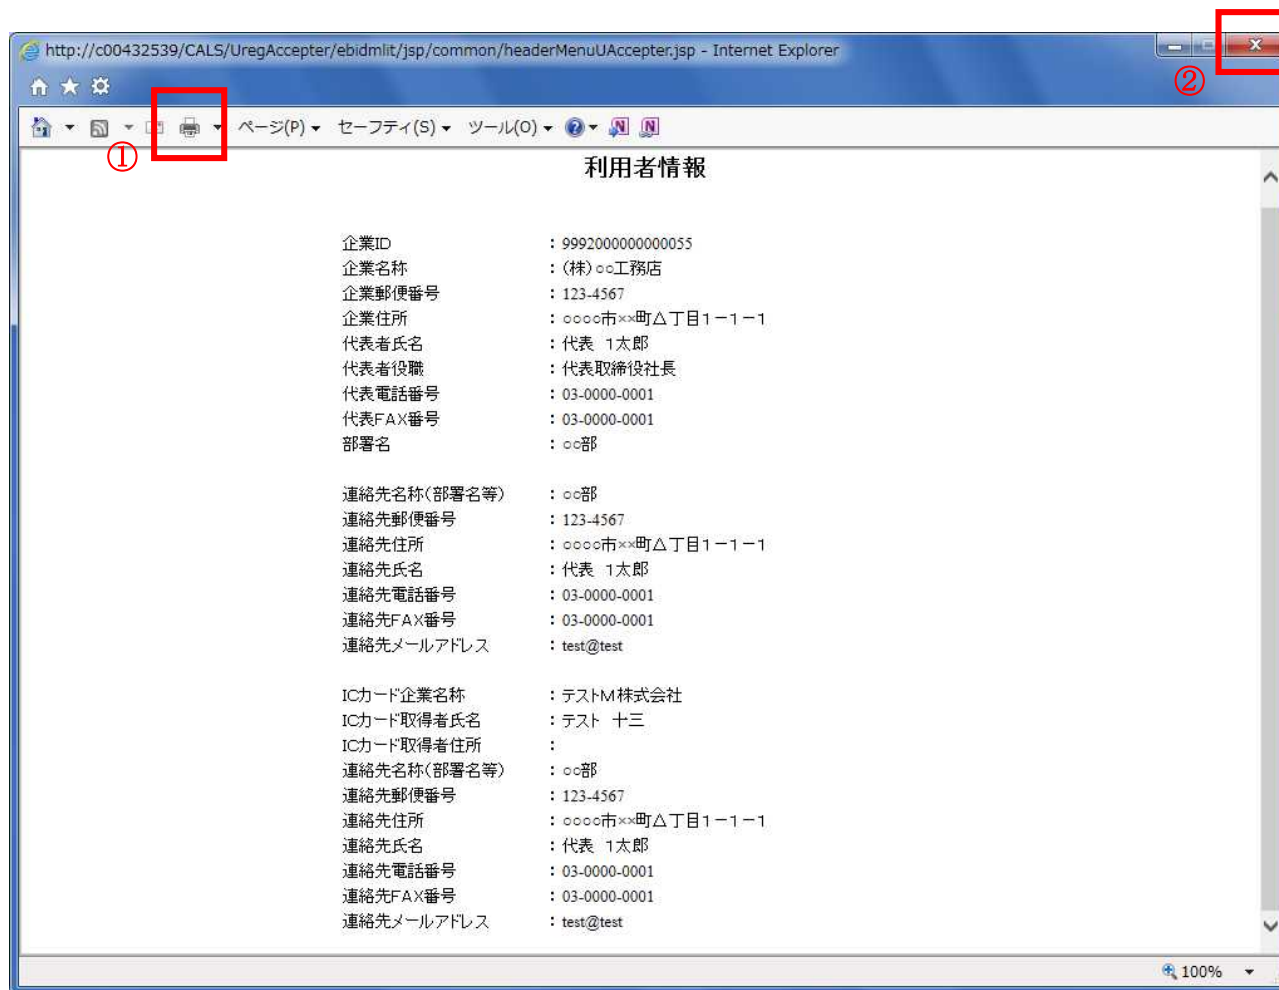 http://c00432539/CALS/UregAccepter/ebidmlit/jsp/common/headerMenuUAccepter.jsp - Internet Explorer
②
ページ(P) セーフティ(S) ツール(O)
①
利用者情報
企業ID : 9992000000000055
企業名称 : (株)○○工務店
企業郵便番号 : 123-4567
企業住所 : ○○○○市××町△丁目1-1-1
代表者氏名 : 代表 1太郎
代表者役職 : 代表取締役社長
代表電話番号 : 03-0000-0001
代表FAX番号 : 03-0000-0001
部署名 : ○○部
連絡先名称(部署名等) : ○○部
連絡先郵便番号 : 123-4567
連絡先住所 : ○○○○市××町△丁目1-1-1
連絡先氏名 : 代表 1太郎
連絡先電話番号 : 03-0000-0001
連絡先FAX番号 : 03-0000-0001
連絡先メールアドレス : test@test
ICカード企業名称 : テストM株式会社
ICカード取得者氏名 : テスト 十三
ICカード取得者住所 :
連絡先名称(部署名等) : ○○部
連絡先郵便番号 : 123-4567
連絡先住所 : ○○○○市××町△丁目1-1-1
連絡先氏名 : 代表 1太郎
連絡先電話番号 : 03-0000-0001
連絡先FAX番号 : 03-0000-0001
連絡先メールアドレス : test@test
100%